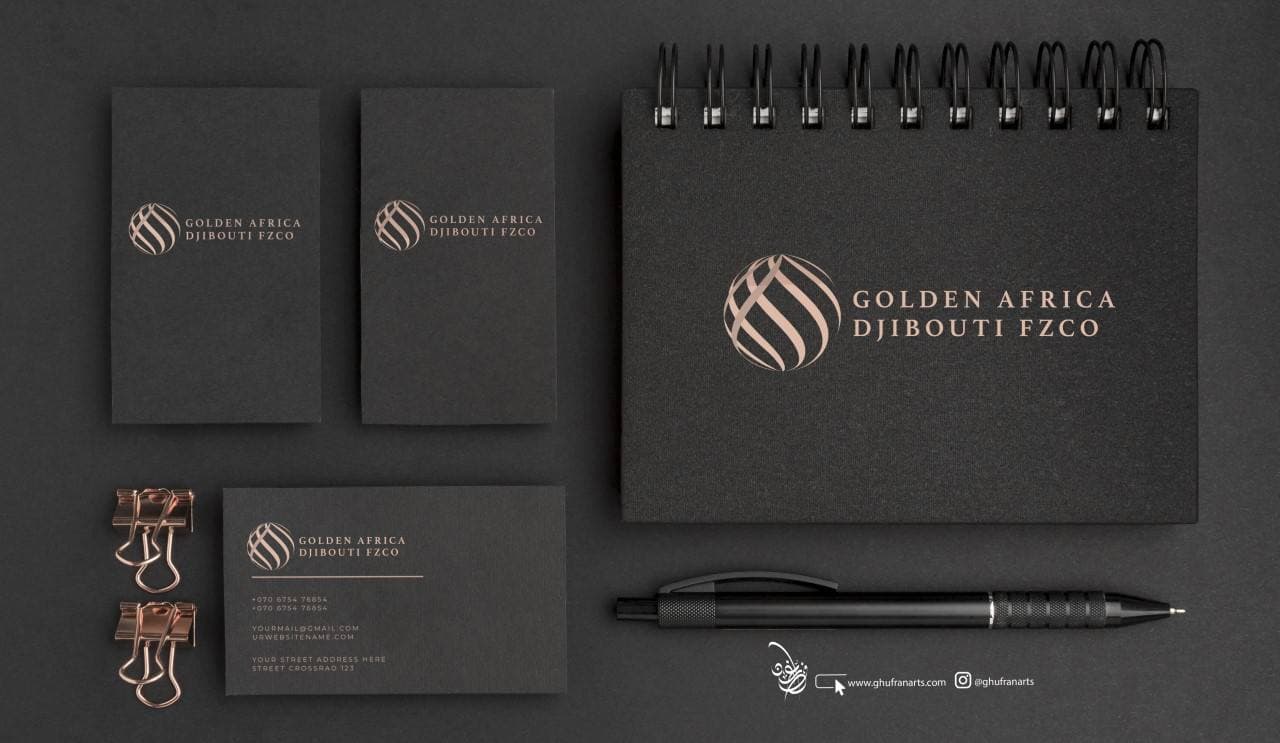 GOLDEN AFRICA
DJIBOUTI FZCO
GOLDEN AFRICA
DJIBOUTI FZCO
GOLDEN AFRICA
DJIBOUTI FZCO
GOLDEN AFRICA
DJIBOUTI FZCO
+070 6754 76654
+070 6754 76654
YOURMAIL@GMAIL.COM
URWEBSITENAME.COM
YOUR STREET ADDRESS HERE
STREET CROSSRAO 123
www.ghufranarts.com @ghufranarts